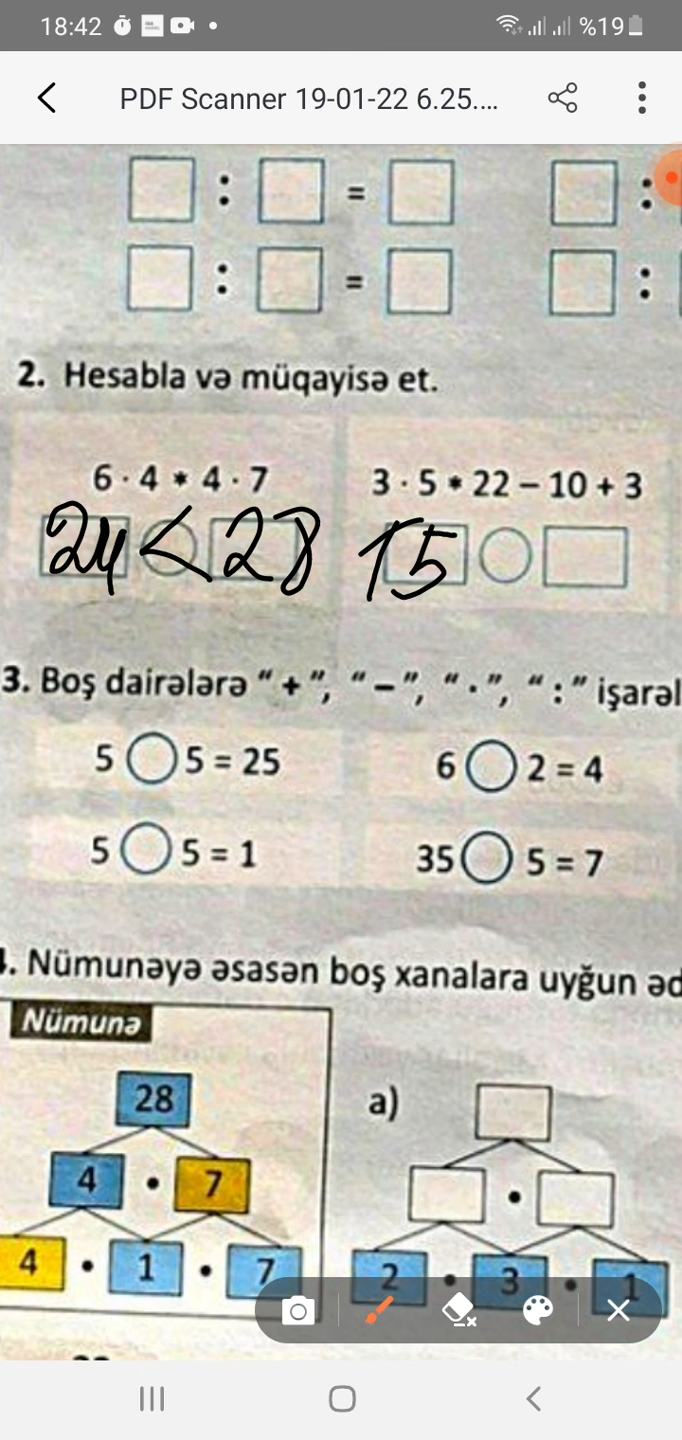 18:42 %19
PDF Scanner 19-01-22 6.25....
: = :
: = :
2. Hesabla və müqayisə et.
6 · 4 * 4 · 7 3 · 5 * 22 – 10 + 3
24 < 28 15
3. Boş dairələrə “ + ”, “ – ”, “ · ”, “ : ” işarəl
5 5 = 25 6 2 = 4
5 5 = 1 35 5 = 7
. Nümunəyə əsasən boş xanalara uyğun əd
Nümunə
28 a)
4 · 7 ·
4 · 1 · 7 2 · 3 · 1